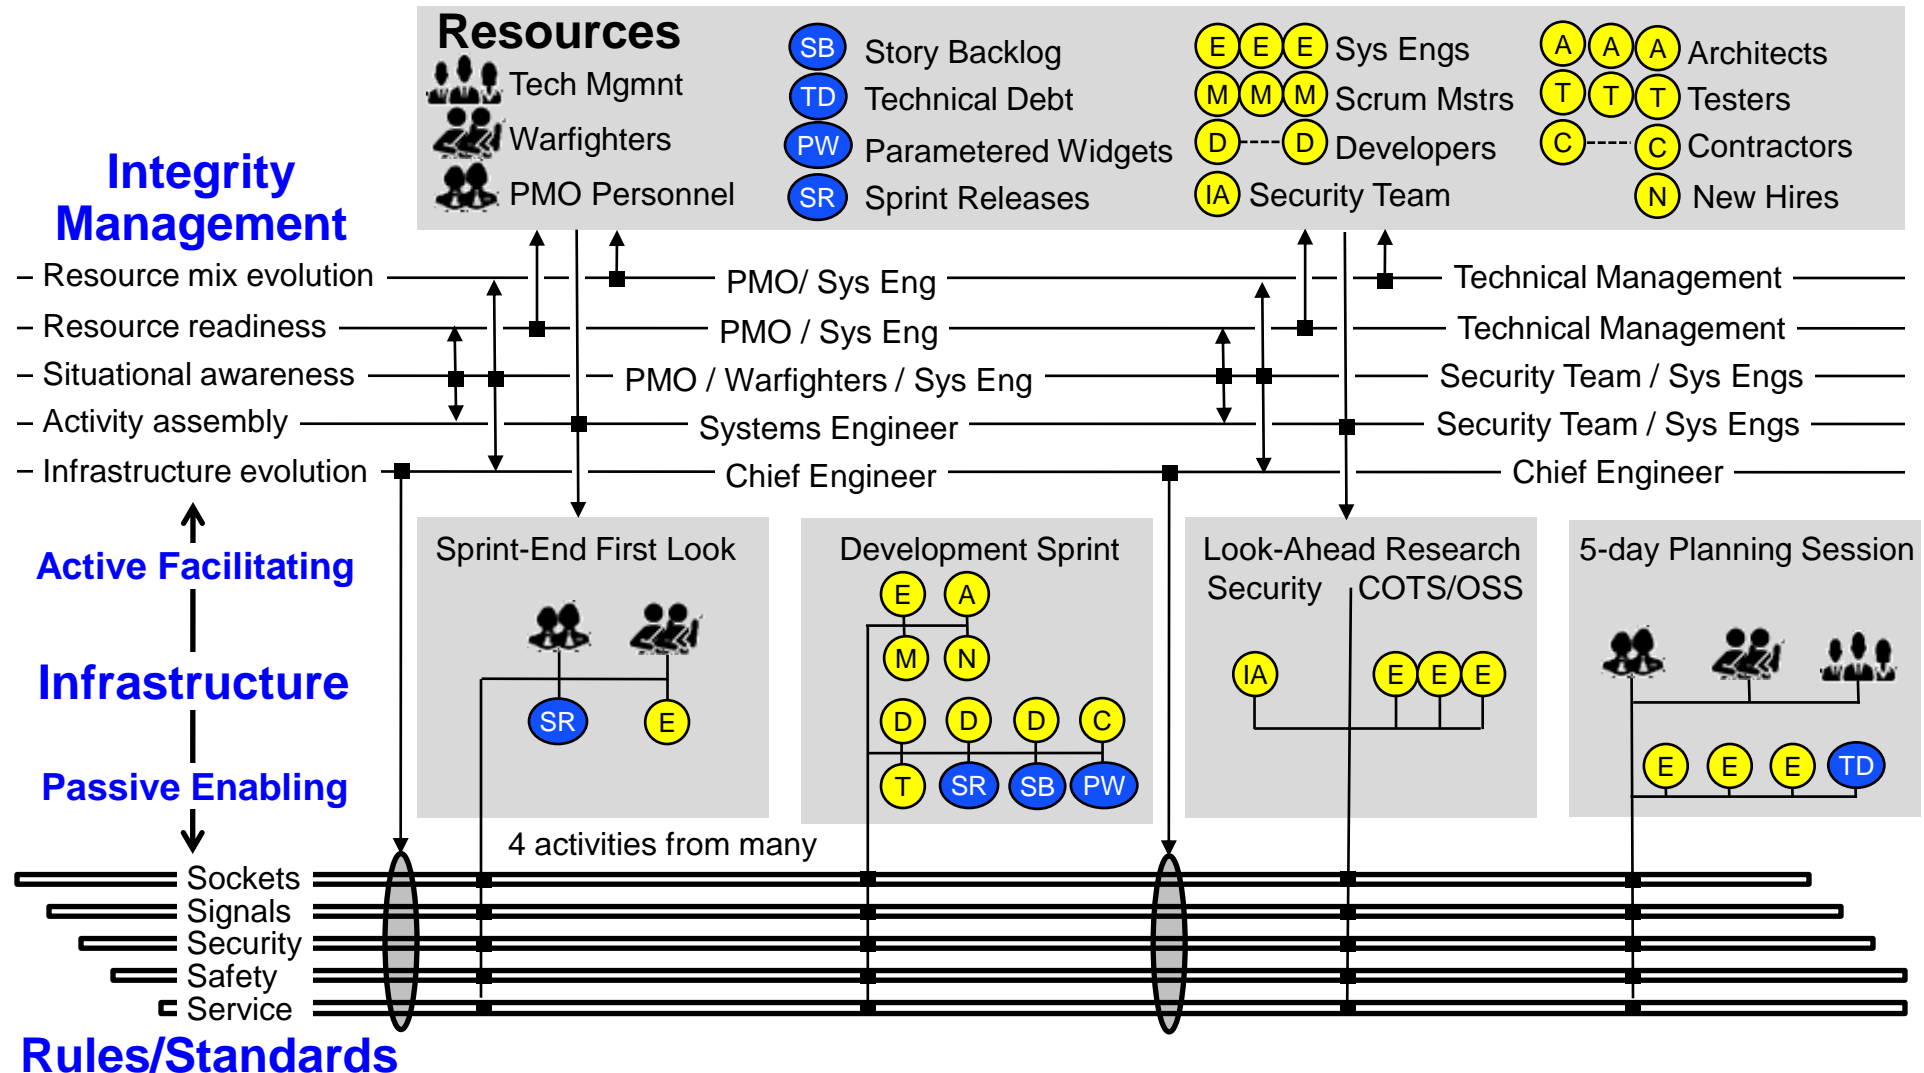 Resources
Tech Mgmnt
Warfighters
PMO Personnel
SB Story Backlog
TD Technical Debt
PW Parametered Widgets
SR Sprint Releases
E E E Sys Engs
M M M Scrum Mstrs
D ---- D Developers
IA Security Team
A A A Architects
T T T Testers
C ---- C Contractors
N New Hires
Integrity
Management
– Resource mix evolution PMO/ Sys Eng Technical Management
– Resource readiness PMO / Sys Eng Technical Management
– Situational awareness PMO / Warfighters / Sys Eng Security Team / Sys Engs
– Activity assembly Systems Engineer Security Team / Sys Engs
– Infrastructure evolution Chief Engineer Chief Engineer
Active Facilitating
Infrastructure
Passive Enabling
Sprint-End First Look
SR E
Development Sprint
E A
M N
D D D C
T SR SB PW
Look-Ahead Research
Security COTS/OSS
IA E E E
5-day Planning Session
E E E TD
4 activities from many
Sockets
Signals
Security
Safety
Service
Rules/Standards